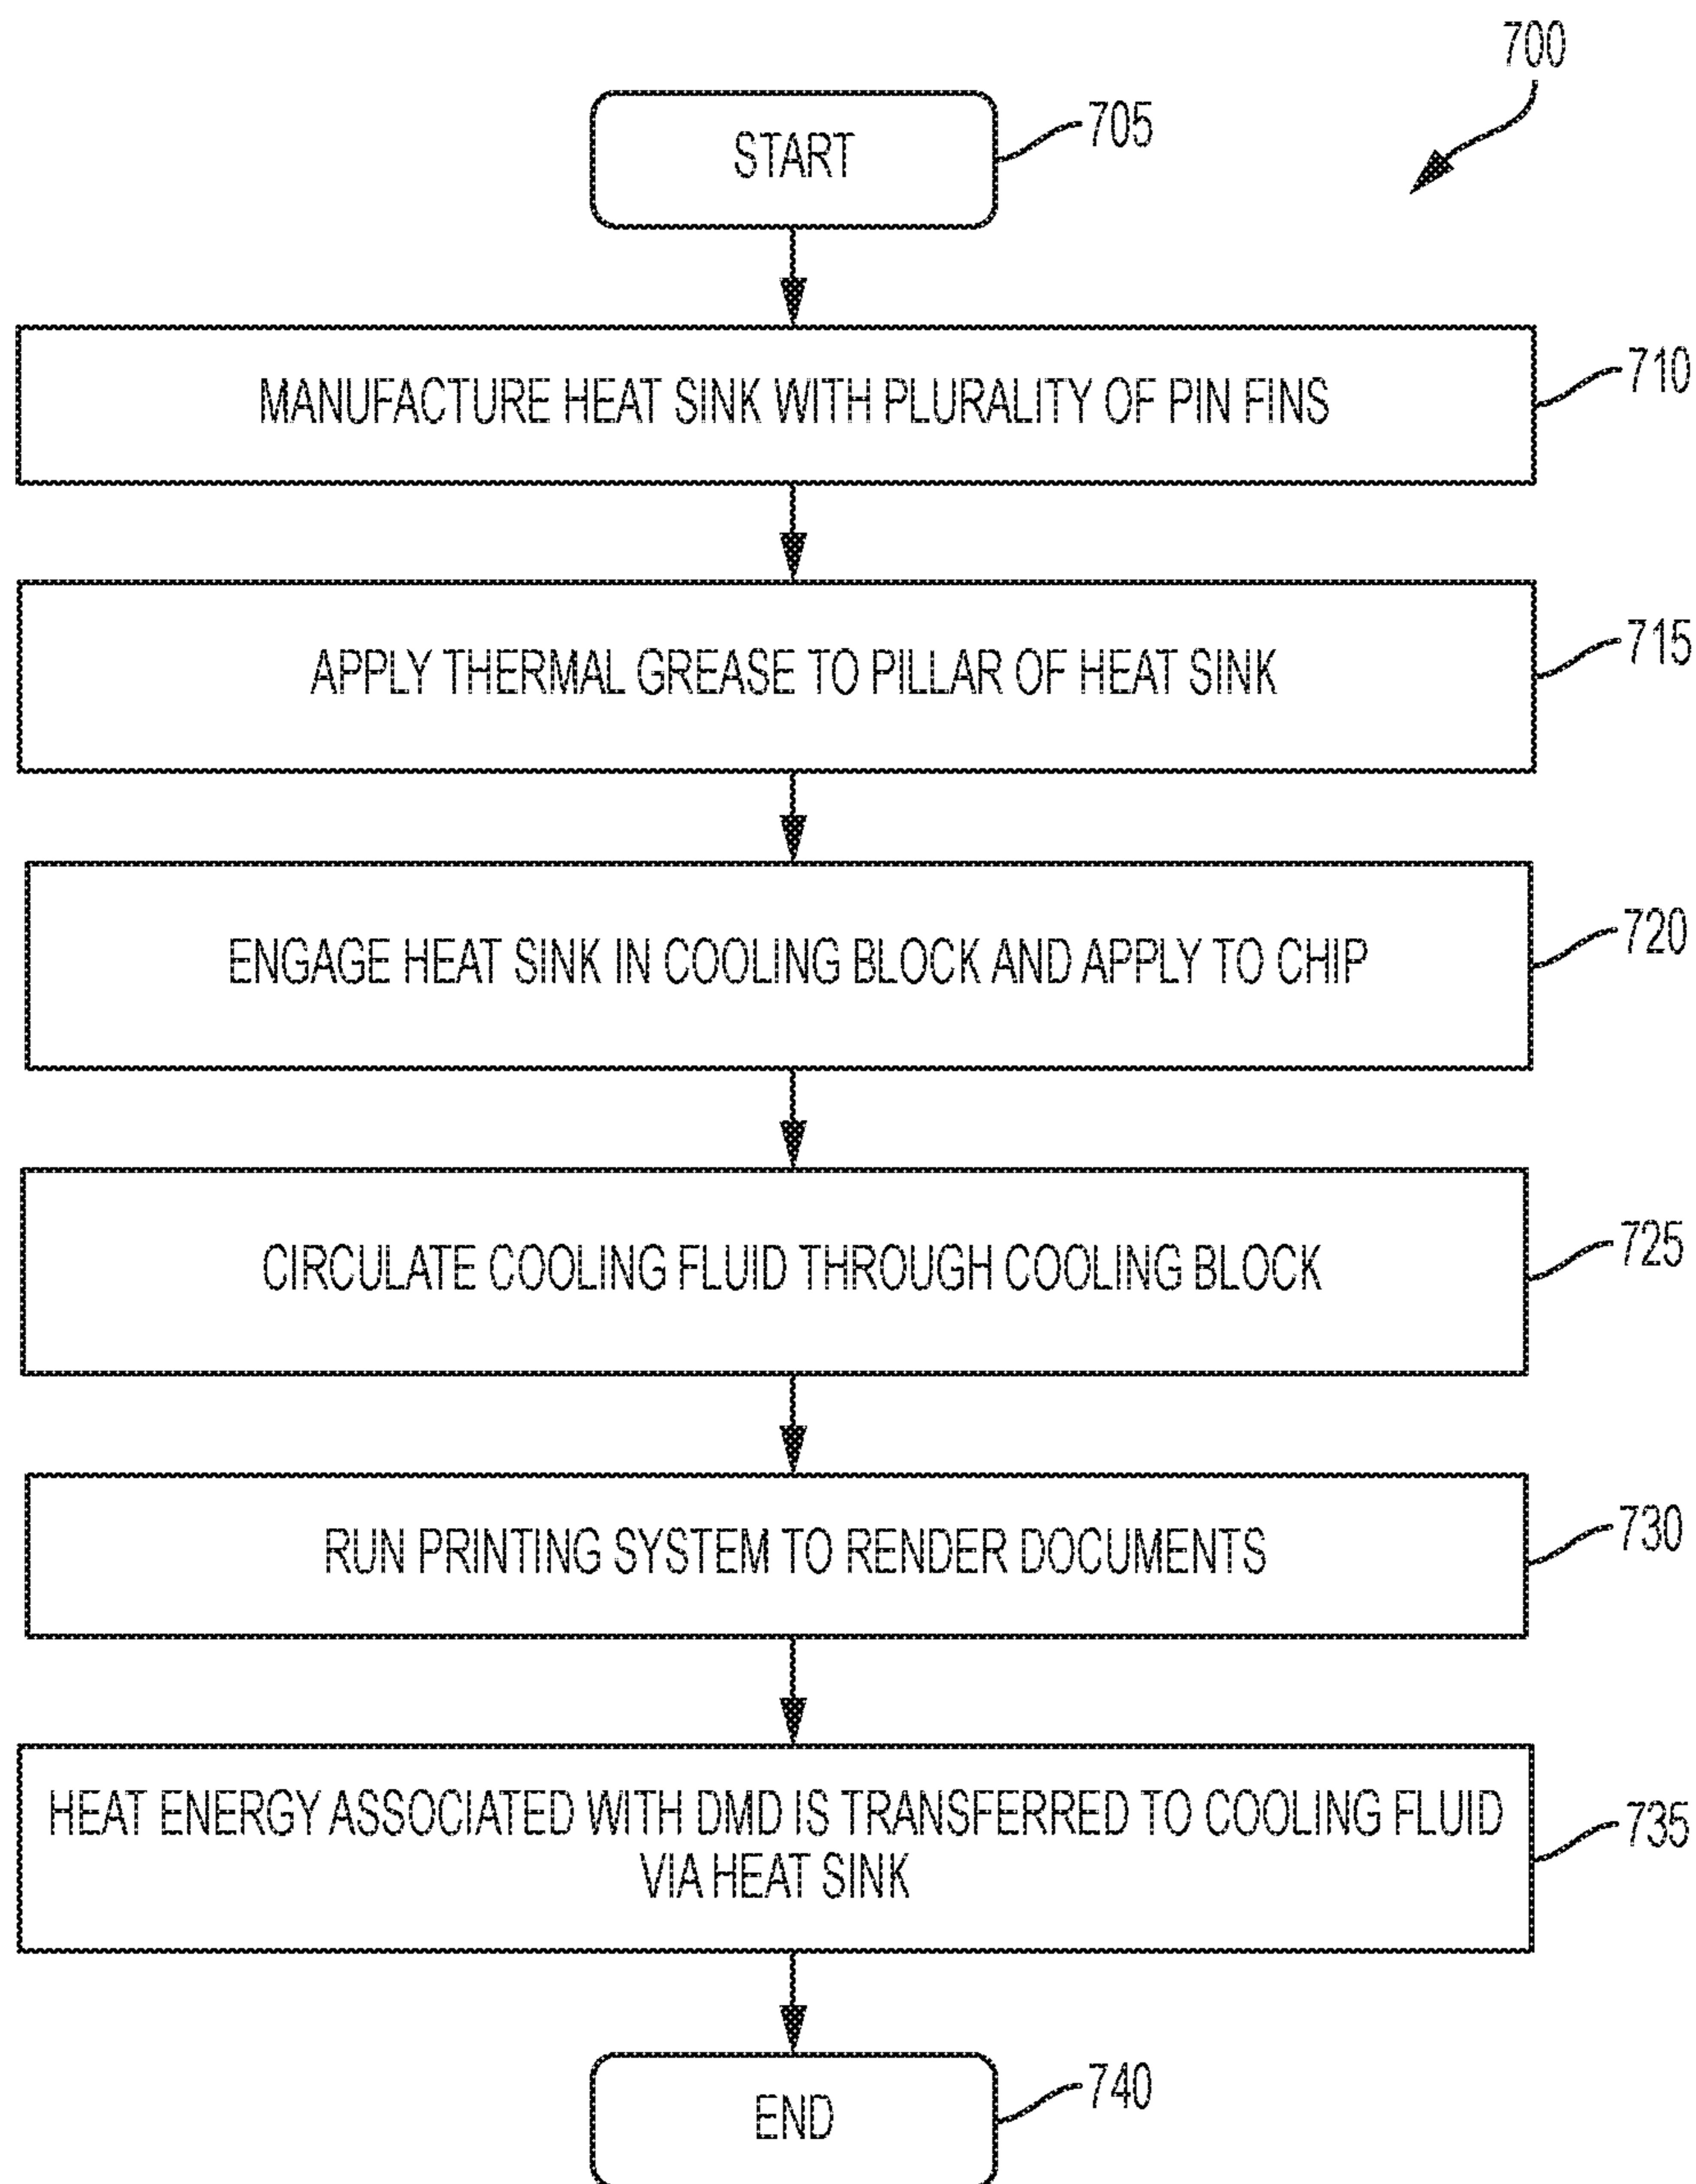 700
START
705
MANUFACTURE HEAT SINK WITH PLURALITY OF PIN FINS
710
APPLY THERMAL GREASE TO PILLAR OF HEAT SINK
715
ENGAGE HEAT SINK IN COOLING BLOCK AND APPLY TO CHIP
720
CIRCULATE COOLING FLUID THROUGH COOLING BLOCK
725
RUN PRINTING SYSTEM TO RENDER DOCUMENTS
730
HEAT ENERGY ASSOCIATED WITH DMD IS TRANSFERRED TO COOLING FLUID
VIA HEAT SINK
735
END
740